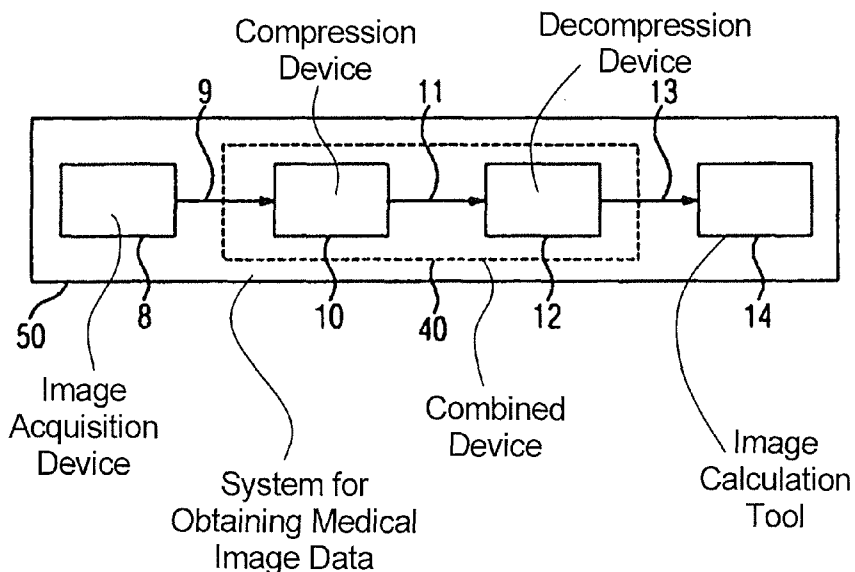 Compression
Device
Decompression
Device
9
11
13
50
8
10
40
12
14
Image
Acquisition
Device
System for
Obtaining Medical
Image Data
Combined
Device
Image
Calculation
Tool